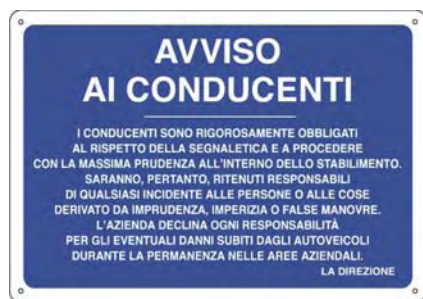 AVVISO
AI CONDUCENTI
I CONDUCENTI SONO RIGOROSAMENTE OBBLIGATI
AL RISPETTO DELLA SEGNALETICA E A PROCEDERE
CON LA MASSIMA PRUDENZA ALL'INTERNO DELLO STABILIMENTO.
SARANNO, PERTANTO, RITENUTI RESPONSABILI
DI QUALSIASI INCIDENTE ALLE PERSONE O ALLE COSE
DERIVATO DA IMPRUDENZA, IMPERIZIA O FALSE MANOVRE.
L'AZIENDA DECLINA OGNI RESPONSABILITÀ
PER GLI EVENTUALI DANNI SUBITI DAGLI AUTOVEICOLI
DURANTE LA PERMANENZA NELLE AREE AZIENDALI.
LA DIREZIONE